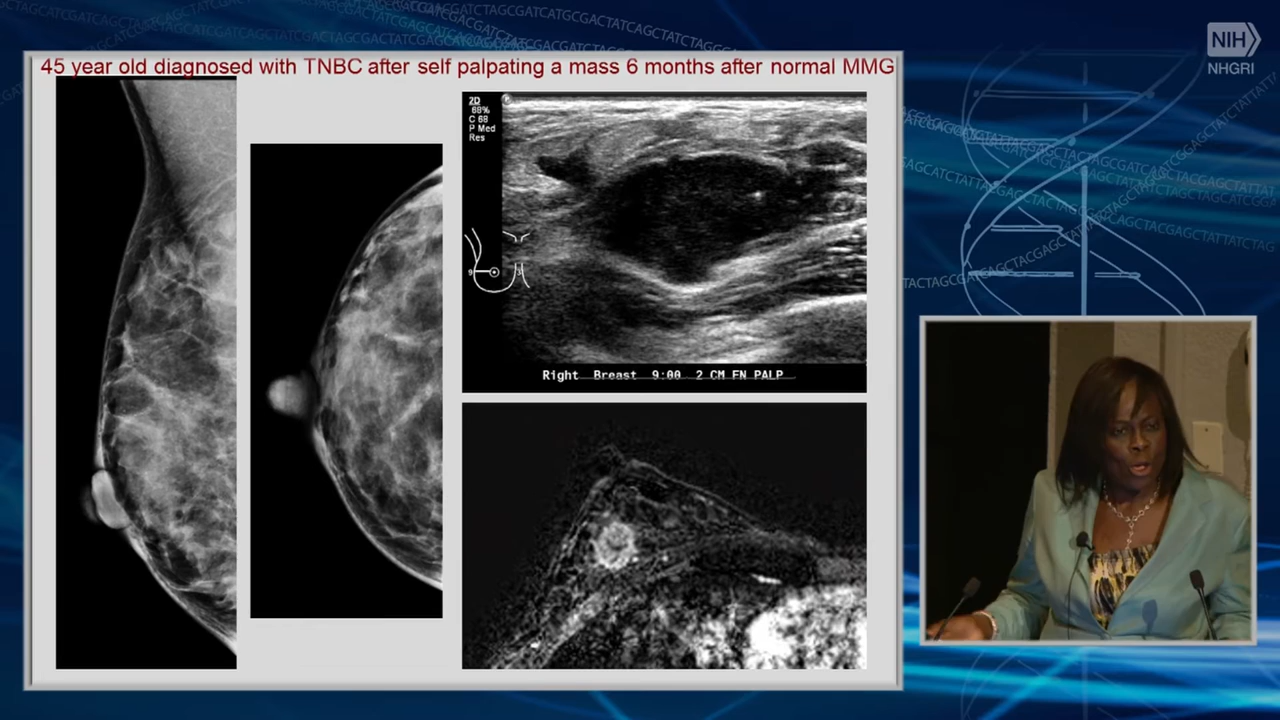 45 year old diagnosed with TNBC after self palpating a mass 6 months after normal MMG
2D
68%
C 68
P Med
Res
P
9
Right Breast 9:00 2 CM FN PALP
NIH
NHGRI